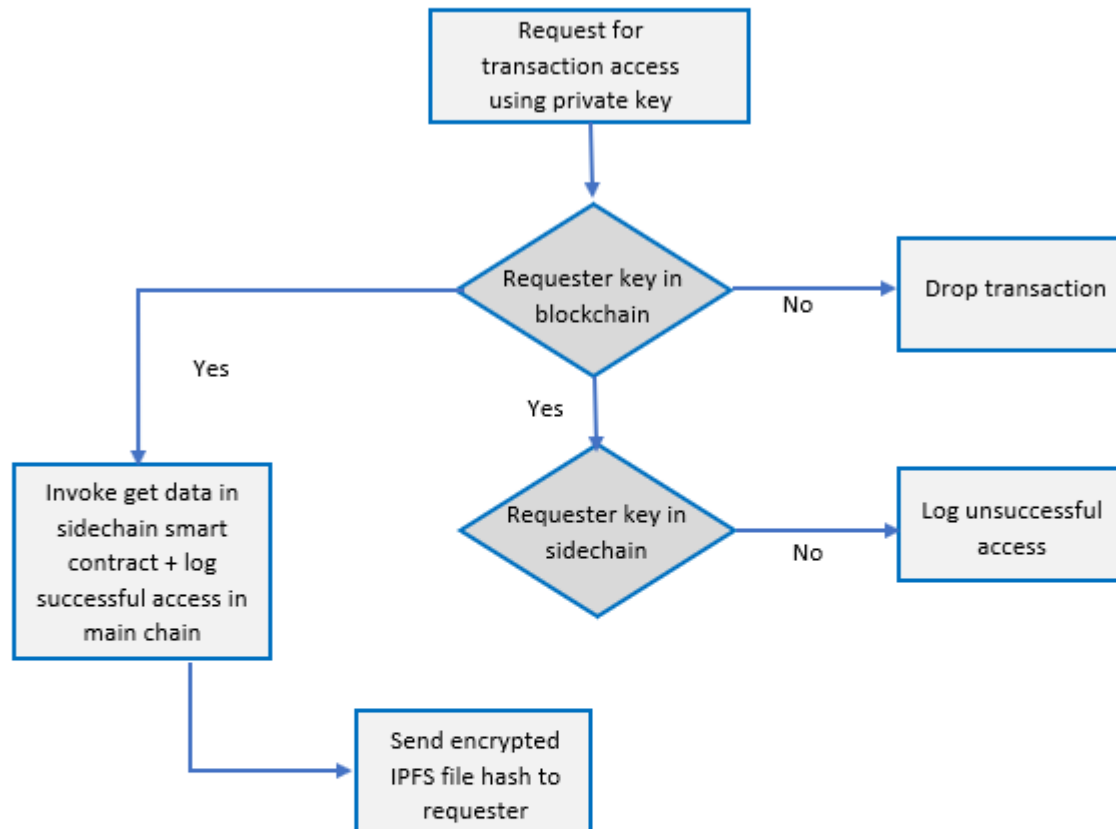 Request for
transaction access
using private key
Requester key in
blockchain
No
Drop transaction
Yes
Yes
Invoke get data in
sidechain smart
contract + log
successful access in
main chain
Requester key in
sidechain
No
Log unsuccessful
access
Send encrypted
IPFS file hash to
requester